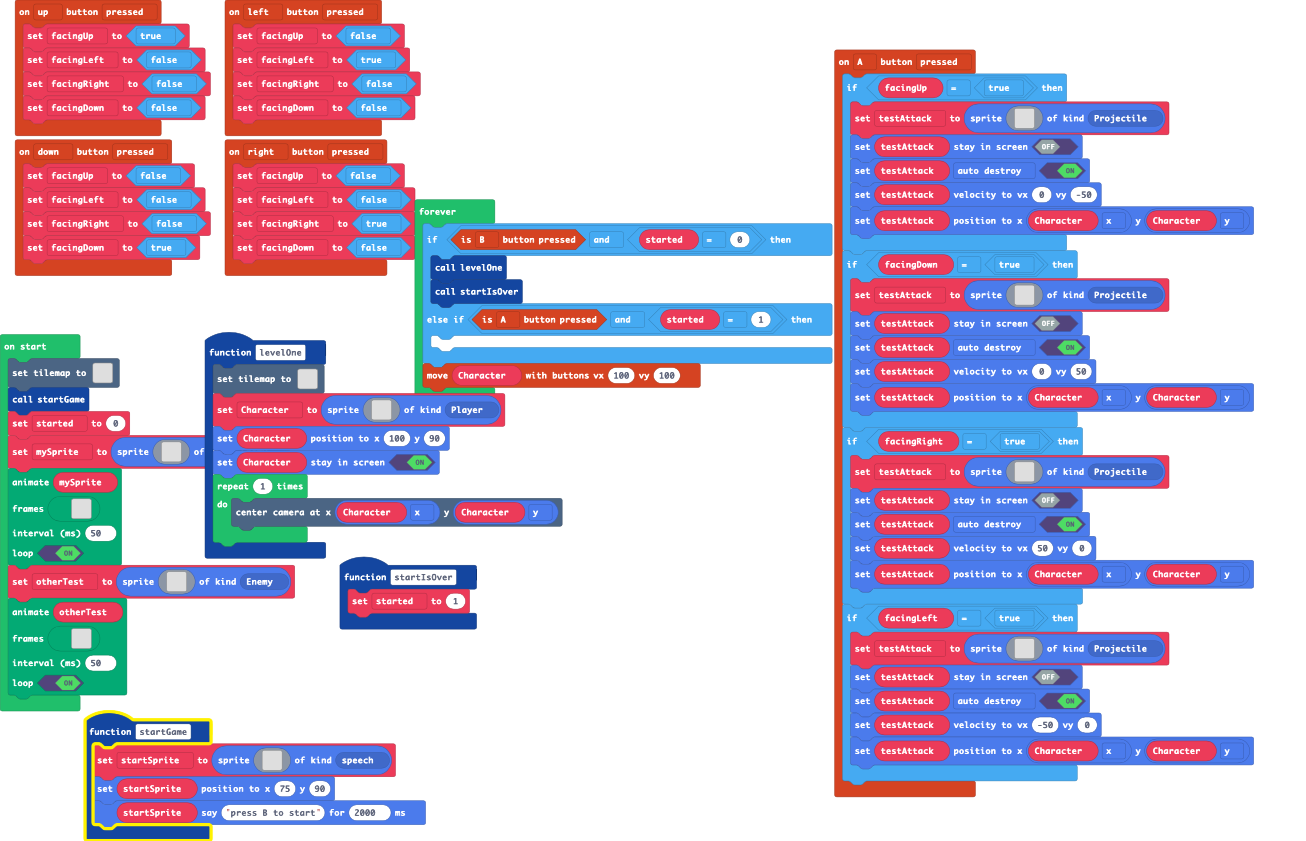 on up button pressed
set facingUp to true
set facingLeft to false
set facingRight to false
set facingDown to false
on left button pressed
set facingUp to false
set facingLeft to true
set facingRight to false
set facingDown to false
on down button pressed
set facingUp to false
set facingLeft to false
set facingRight to false
set facingDown to true
on right button pressed
set facingUp to false
set facingLeft to false
set facingRight to true
set facingDown to false
forever
if is B button pressed and started = 0 then
call levelOne
call startIsOver
else if is A button pressed and started = 1 then
move Character with buttons vx 100 vy 100
on start
set tilemap to
call startGame
set started to 0
set mySprite to sprite of
animate mySprite
frames
interval (ms) 50
loop ON
set otherTest to sprite of kind Enemy
animate otherTest
frames
interval (ms) 50
loop ON
function levelOne
set tilemap to
set Character to sprite of kind Player
set Character position to x 100 y 90
set Character stay in screen ON
repeat 1 times
do center camera at x Character x y Character y
function startIsOver
set started to 1
function startGame
set startSprite to sprite of kind speech
set startSprite position to x 75 y 90
startSprite say "press B to start" for 2000 ms
on A button pressed
if facingUp = true then
set testAttack to sprite of kind Projectile
set testAttack stay in screen OFF
set testAttack auto destroy ON
set testAttack velocity to vx 0 vy -50
set testAttack position to x Character x y Character y
if facingDown = true then
set testAttack to sprite of kind Projectile
set testAttack stay in screen OFF
set testAttack auto destroy ON
set testAttack velocity to vx 0 vy 50
set testAttack position to x Character x y Character y
if facingRight = true then
set testAttack to sprite of kind Projectile
set testAttack stay in screen OFF
set testAttack auto destroy ON
set testAttack velocity to vx 50 vy 0
set testAttack position to x Character x y Character y
if facingLeft = true then
set testAttack to sprite of kind Projectile
set testAttack stay in screen OFF
set testAttack auto destroy ON
set testAttack velocity to vx -50 vy 0
set testAttack position to x Character x y Character y